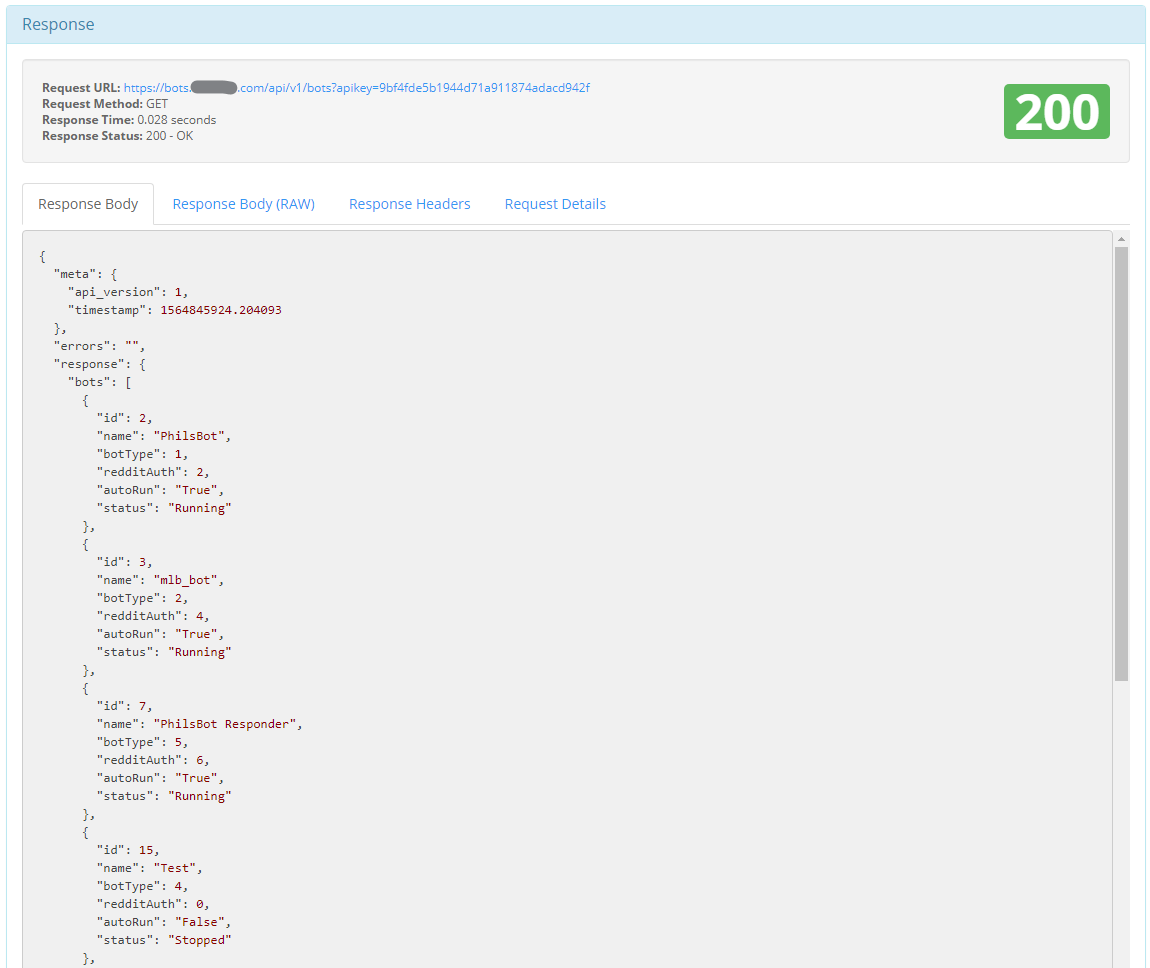 Response
Request URL: https://bots. .com/api/v1/bots?apikey=9bf4fde5b1944d71a911874adacd942f
Request Method: GET
Response Time: 0.028 seconds
Response Status: 200 - OK
200
Response Body Response Body (RAW) Response Headers Request Details
{
"meta": {
"api_version": 1,
"timestamp": 1564845924.204093
},
"errors": "",
"response": {
"bots": [
{
"id": 2,
"name": "PhilsBot",
"botType": 1,
"redditAuth": 2,
"autoRun": "True",
"status": "Running"
},
{
"id": 3,
"name": "mlb_bot",
"botType": 2,
"redditAuth": 4,
"autoRun": "True",
"status": "Running"
},
{
"id": 7,
"name": "PhilsBot Responder",
"botType": 5,
"redditAuth": 6,
"autoRun": "True",
"status": "Running"
},
{
"id": 15,
"name": "Test",
"botType": 4,
"redditAuth": 0,
"autoRun": "False",
"status": "Stopped"
},